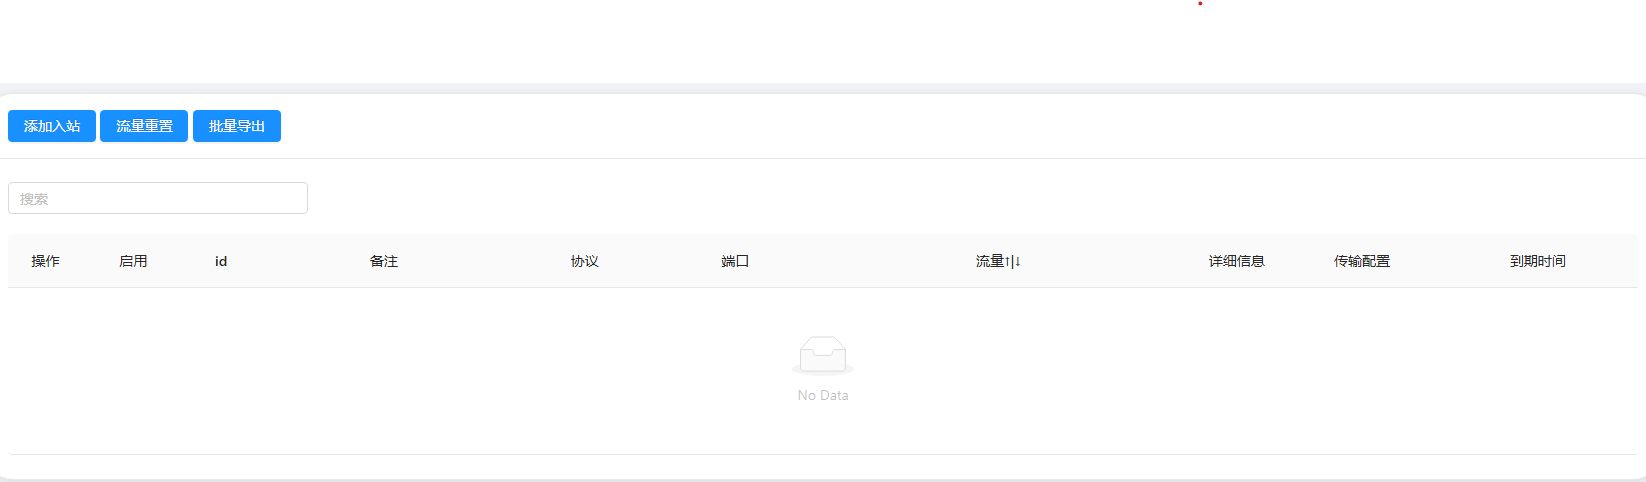 添加入站 流量重置 批量导出
搜索
操作 启用 id 备注 协议 端口 流量↑|↓ 详细信息 传输配置 到期时间
No Data